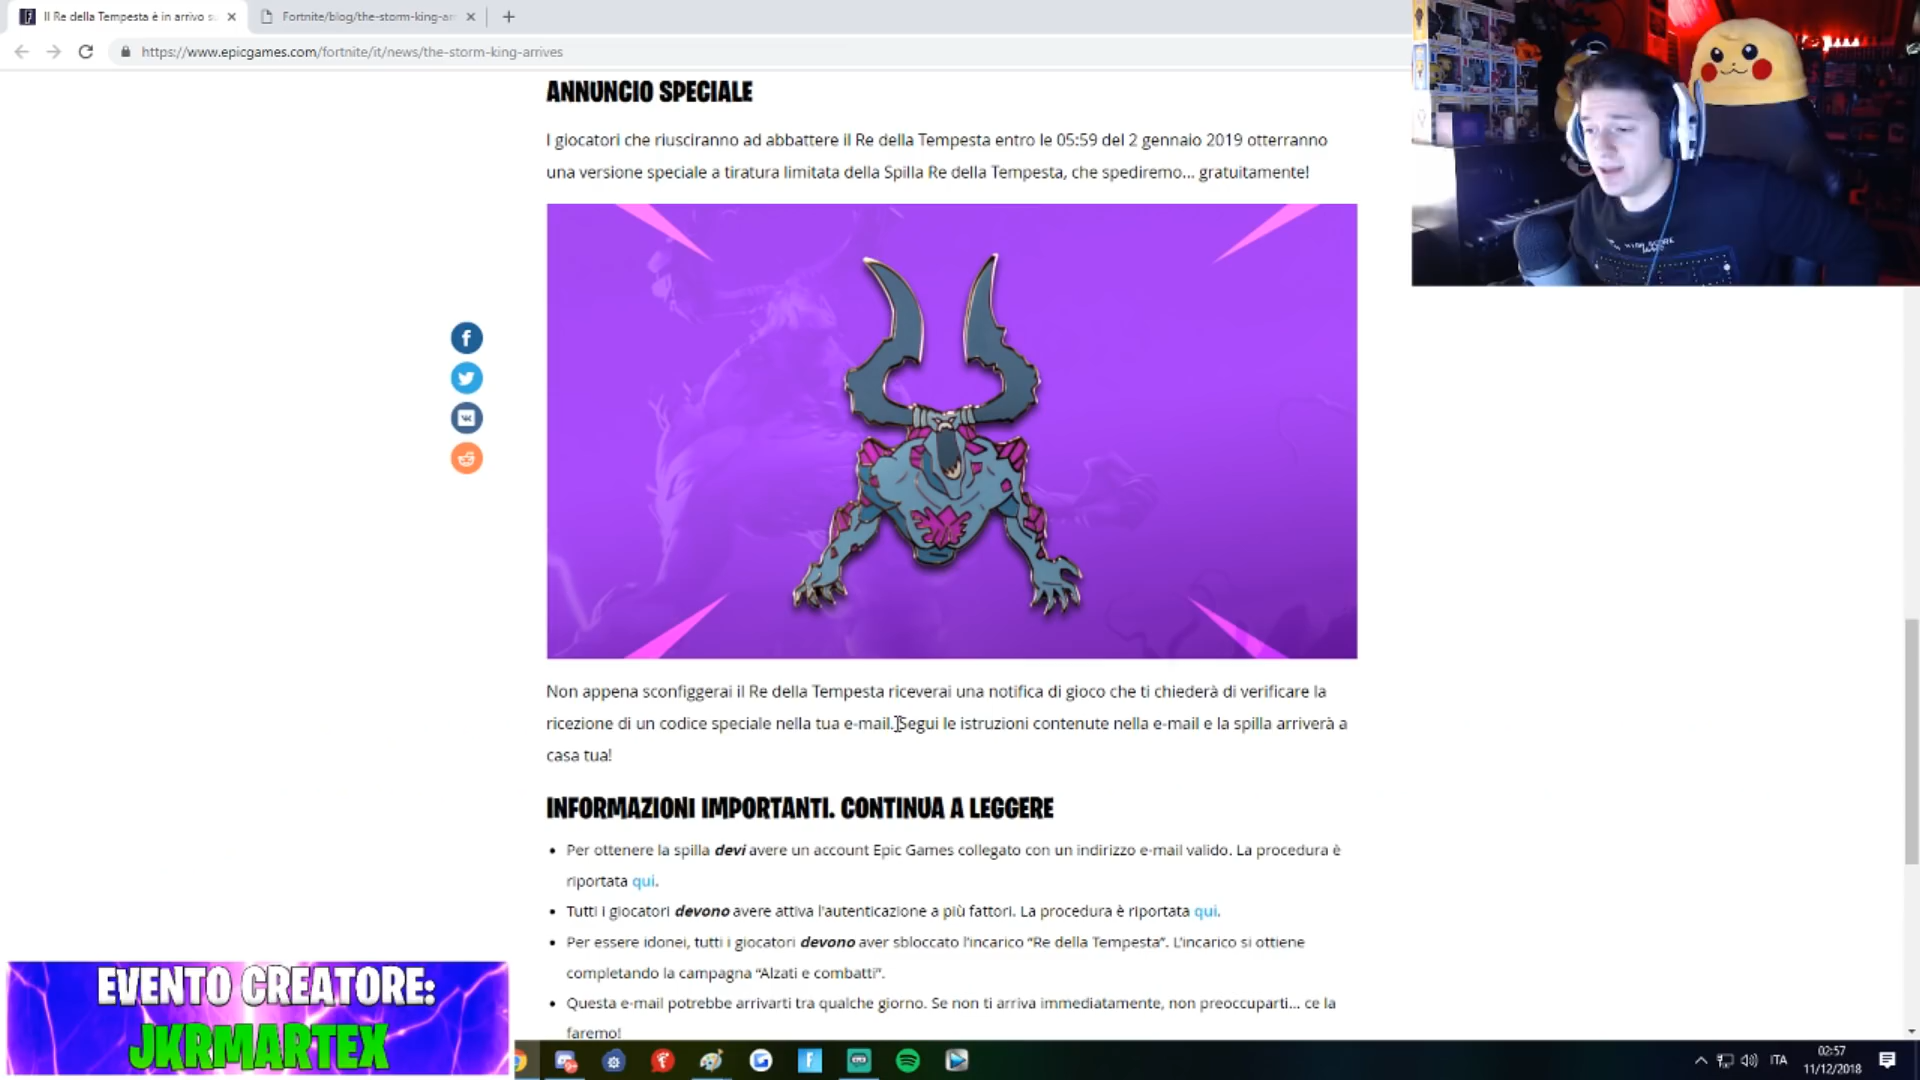 Il Re della Tempesta è in arrivo s
Fortnite/blog/the-storm-king-ar
https://www.epicgames.com/fortnite/it/news/the-storm-king-arrives
ANNUNCIO SPECIALE
I giocatori che riusciranno ad abbattere il Re della Tempesta entro le 05:59 del 2 gennaio 2019 otterranno
una versione speciale a tiratura limitata della Spilla Re della Tempesta, che spediremo... gratuitamente!
Non appena sconfiggerai il Re della Tempesta riceverai una notifica di gioco che ti chiederà di verificare la
ricezione di un codice speciale nella tua e-mail. Segui le istruzioni contenute nella e-mail e la spilla arriverà a
casa tua!
INFORMAZIONI IMPORTANTI. CONTINUA A LEGGERE
• Per ottenere la spilla devi avere un account Epic Games collegato con un indirizzo e-mail valido. La procedura è
riportata qui.
• Tutti i giocatori devono avere attiva l'autenticazione a più fattori. La procedura è riportata qui.
• Per essere idonei, tutti i giocatori devono aver sbloccato l'incarico “Re della Tempesta”. L'incarico si ottiene
completando la campagna “Alzati e combatti”.
• Questa e-mail potrebbe arrivarti tra qualche giorno. Se non ti arriva immediatamente, non preoccuparti... ce la
faremo!
EVENTO CREATORE:
JKRMARTEX
ITA
02:57
11/12/2018